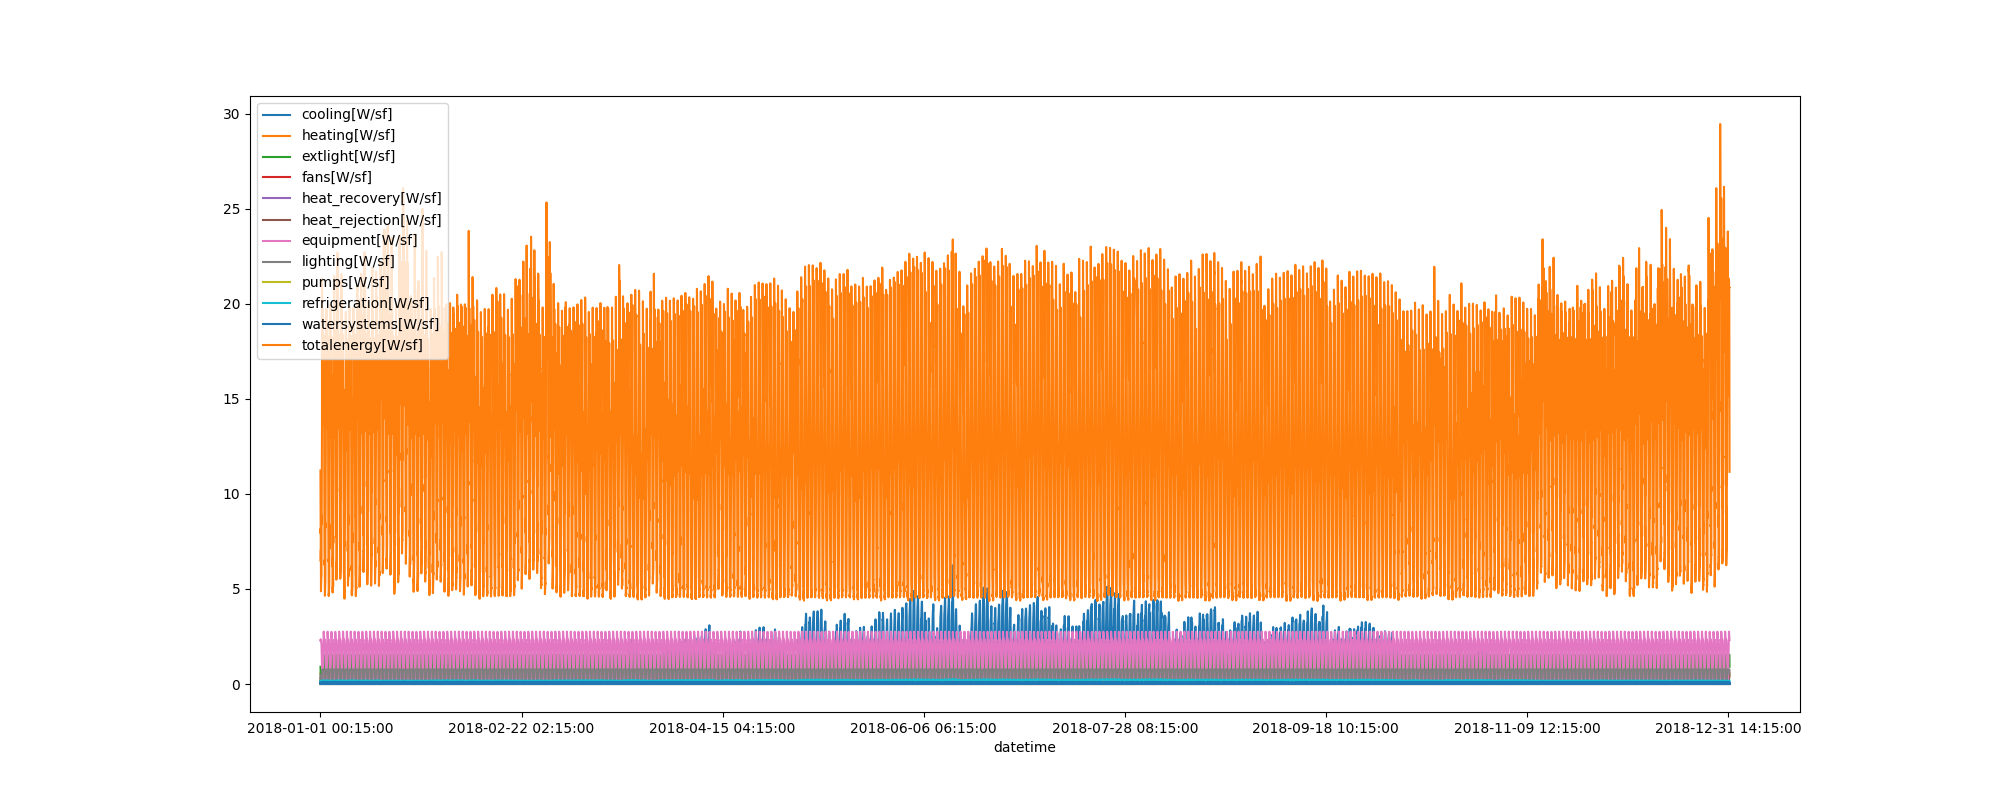 30
25
20
15
10
5
0
cooling[W/sf]
heating[W/sf]
extlight[W/sf]
fans[W/sf]
heat_recovery[W/sf]
heat_rejection[W/sf]
equipment[W/sf]
lighting[W/sf]
pumps[W/sf]
refrigeration[W/sf]
watersystems[W/sf]
totalenergy[W/sf]
2018-01-01 00:15:00
2018-02-22 02:15:00
2018-04-15 04:15:00
2018-06-06 06:15:00
2018-07-28 08:15:00
2018-09-18 10:15:00
2018-11-09 12:15:00
2018-12-31 14:15:00
datetime